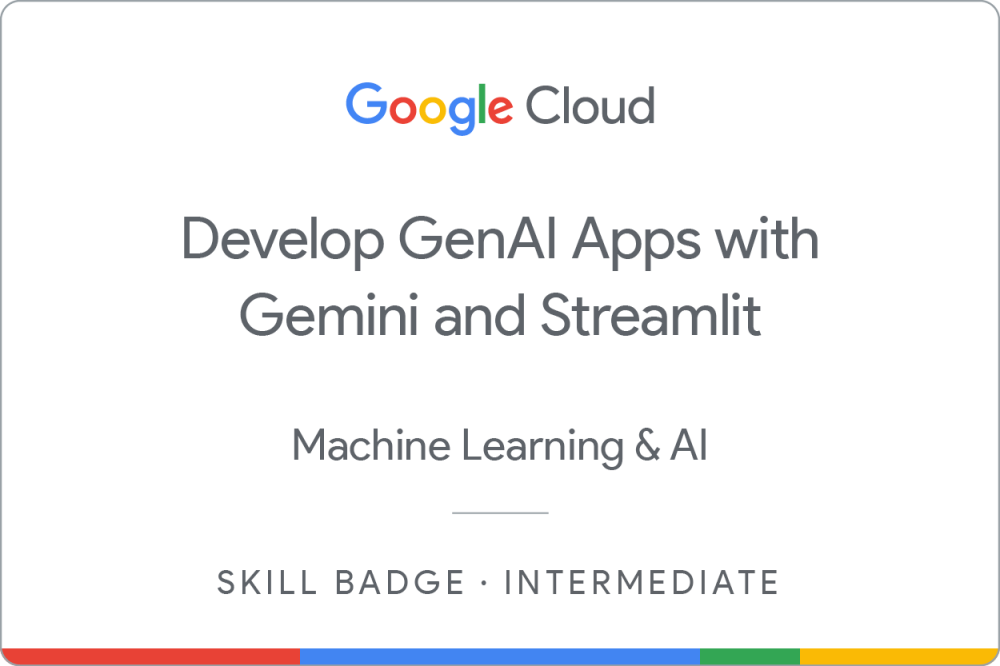 Google Cloud
Develop GenAI Apps with
Gemini and Streamlit
Machine Learning & AI
SKILL BADGE · INTERMEDIATE